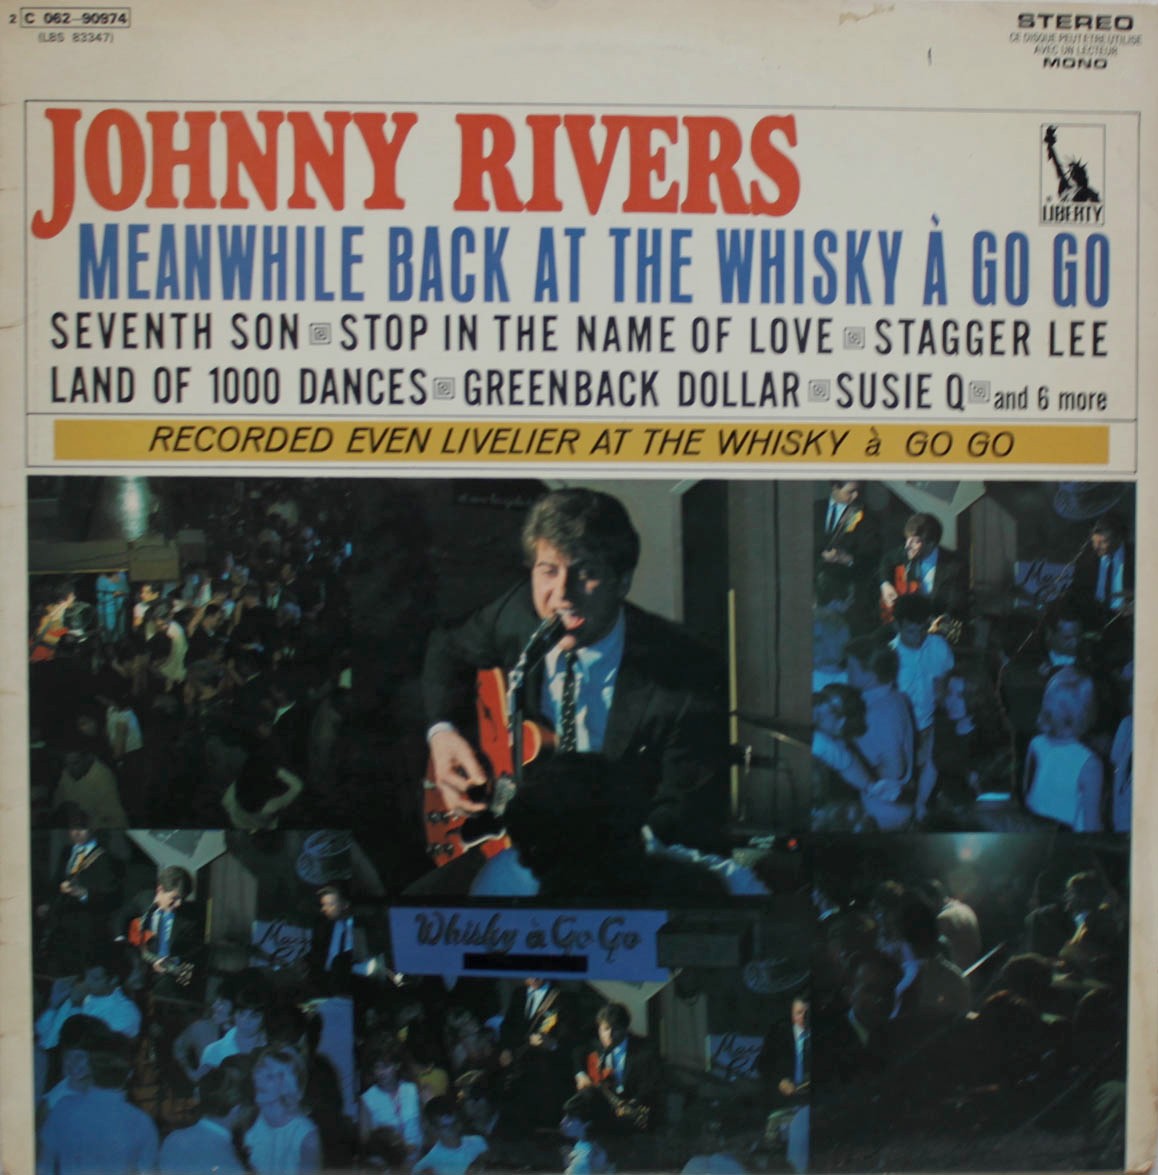 2 C 062-90974
(LBS 83347)
STEREO
CE DISQUE PEUT ETRE UTILISE
AVEC UN LECTEUR
MONO
JOHNNY RIVERS
LIBERTY
MEANWHILE BACK AT THE WHISKY À GO GO
SEVENTH SON STOP IN THE NAME OF LOVE STAGGER LEE
LAND OF 1000 DANCES GREENBACK DOLLAR SUSIE Q and 6 more
RECORDED EVEN LIVELIER AT THE WHISKY à GO GO
Whisky à Go Go